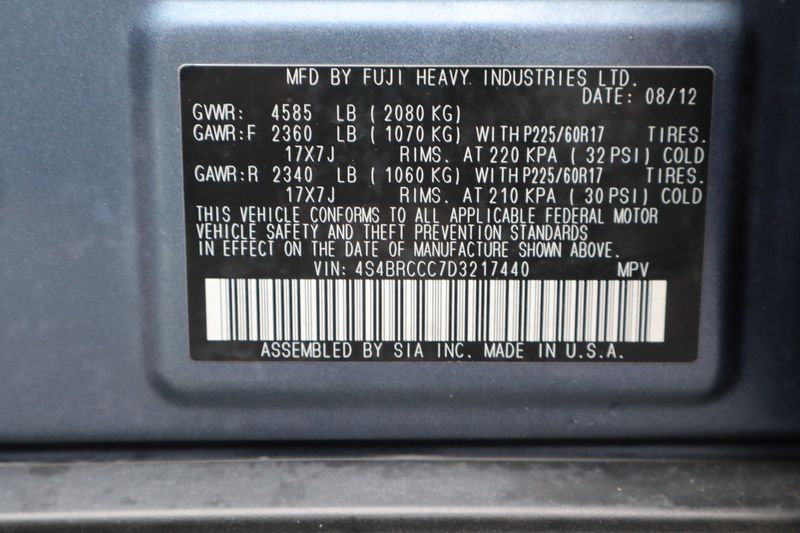 MFD BY FUJI HEAVY INDUSTRIES LTD.
DATE: 08/12
GVWR: 4585 LB ( 2080 KG)
GAWR:F 2360 LB ( 1070 KG) WITH P225/60R17 TIRES.
17X7J RIMS. AT 220 KPA ( 32 PSI) COLD
GAWR:R 2340 LB ( 1060 KG) WITH P225/60R17 TIRES.
17X7J RIMS. AT 210 KPA ( 30 PSI) COLD
THIS VEHICLE CONFORMS TO ALL APPLICABLE FEDERAL MOTOR
VEHICLE SAFETY AND THEFT PREVENTION STANDARDS
IN EFFECT ON THE DATE OF MANUFACTURE SHOWN ABOVE.
VIN: 4S4BRCCC7D3217440 MPV
ASSEMBLED BY SIA INC. MADE IN U.S.A.